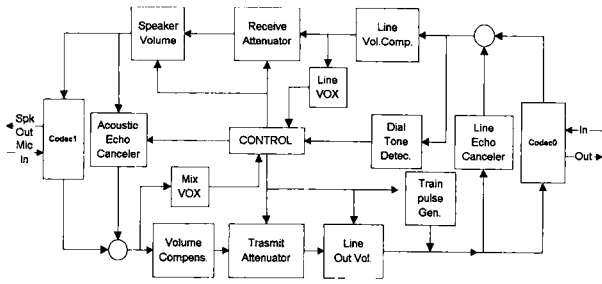 Speaker
Volume
Receive
Attenuator
Line
Vol.Comp.
Line
VOX
Spk
Out
Mic
In
Codec1
Acoustic
Echo
Canceler
CONTROL
Dial
Tone
Detec.
Line
Echo
Canceler
Codec0
In
Out
Mix
VOX
Train
pulse
Gen.
Volume
Compens.
Trasmit
Attenuator
Line
Out Vol.